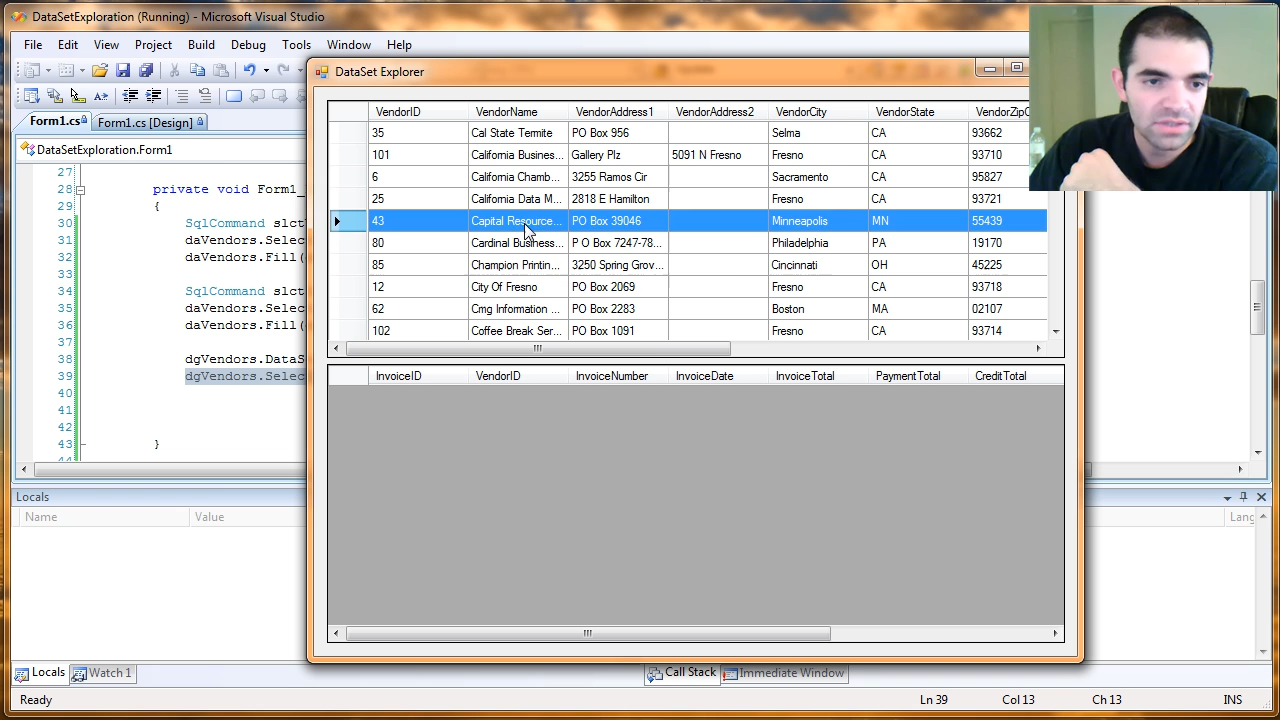 DataSetExploration (Running) - Microsoft Visual Studio
File Edit View Project Build Debug Tools Window Help
DataSet Explorer
Form1.cs Form1.cs [Design]
DataSetExploration.Form1
VendorID VendorName VendorAddress1 VendorAddress2 VendorCity VendorState
35 Cal State Termite PO Box 956 Selma CA 93662
101 California Busines... Gallery Plz 5091 N Fresno Fresno CA 93710
6 California Chamb... 3255 Ramos Cir Sacramento CA 95827
25 California Data M... 2818 E Hamilton Fresno CA 93721
43 Capital Resource... PO Box 39046 Minneapolis MN 55439
80 Cardinal Business... P O Box 7247-78... Philadelphia PA 19170
85 Champion Printin... 3250 Spring Grov... Cincinnati OH 45225
12 City Of Fresno PO Box 2069 Fresno CA 93718
62 Cmg Information ... PO Box 2283 Boston MA 02107
102 Coffee Break Ser... PO Box 1091 Fresno CA 93714
InvoiceID VendorID InvoiceNumber InvoiceDate InvoiceTotal PaymentTotal CreditTotal
27
28 private void Form1_
29 {
30 SqlCommand slct
31 daVendors.Selec
32 daVendors.Fill(
33
34 SqlCommand slct
35 daVendors.Selec
36 daVendors.Fill(
37
38 dgVendors.DataS
39 dgVendors.Selec
40
41
42
43 }
Locals
Name Value
Locals Watch 1 Call Stack Immediate Window
Ready Ln 39 Col 13 Ch 13 INS